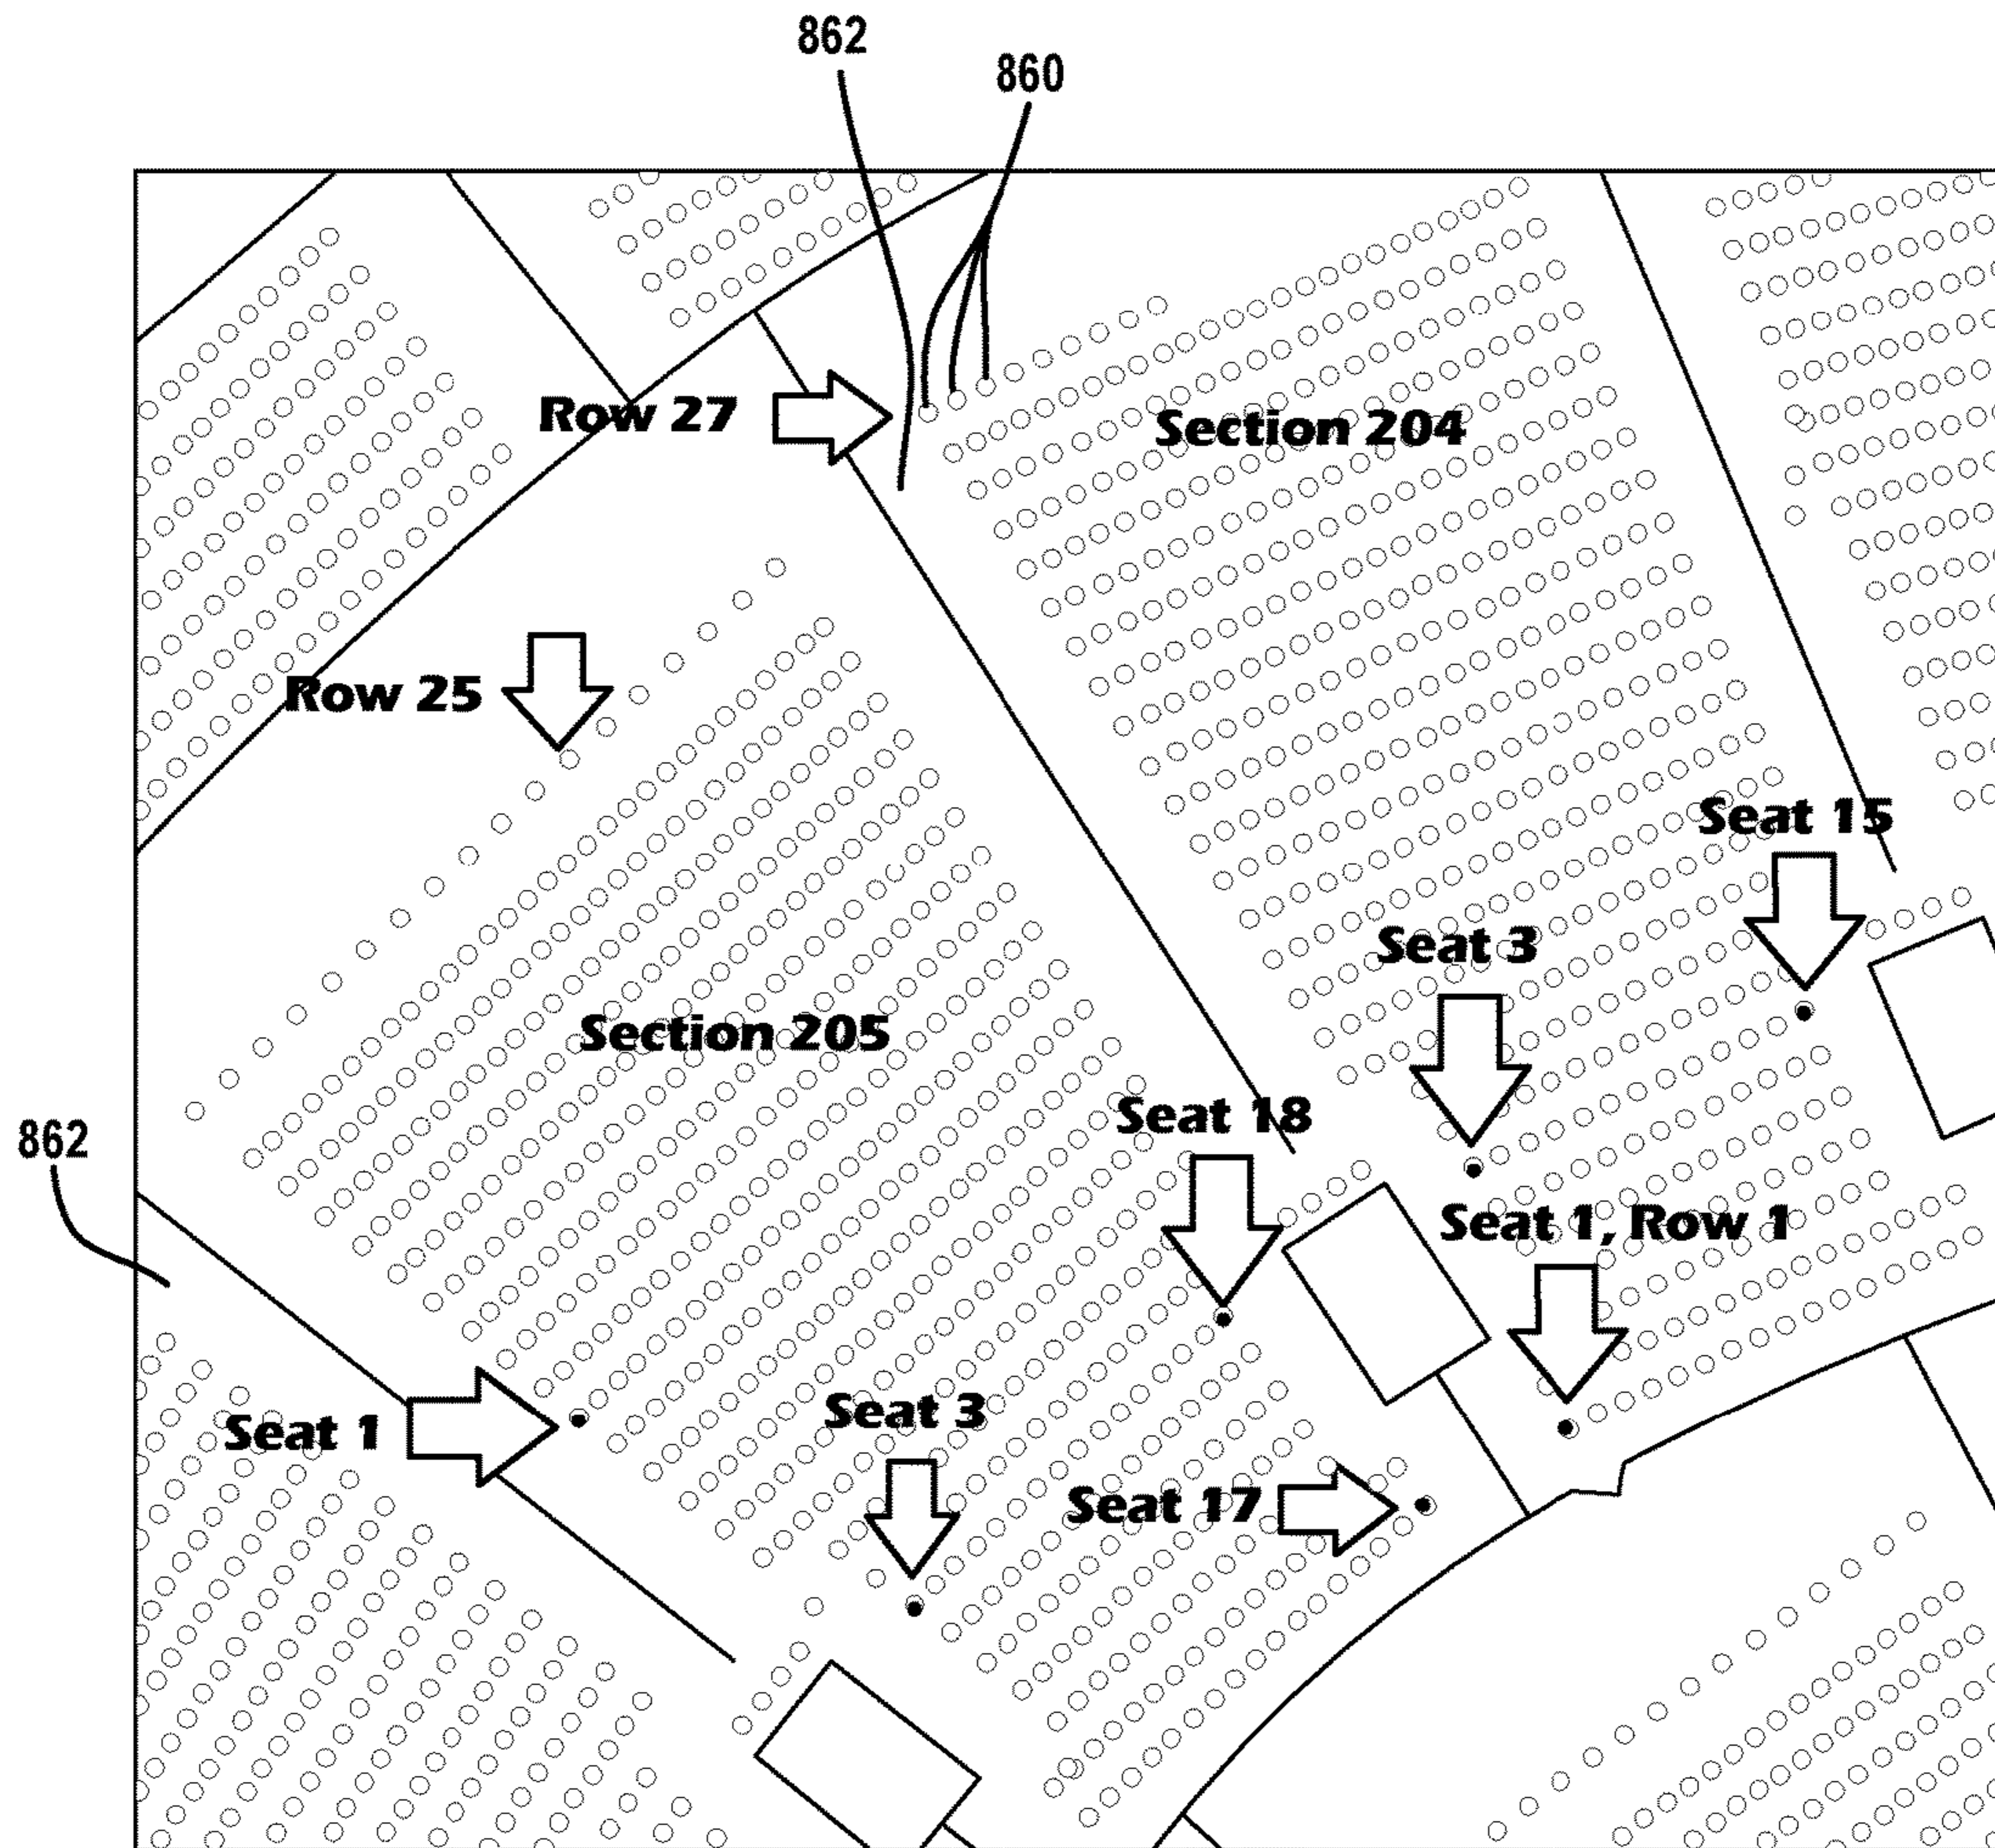 862
860
Row 27
Section 204
Row 25
Seat 15
Seat 3
Section 205
Seat 18
862
Seat 1, Row 1
Seat 3
Seat 1
Seat 17